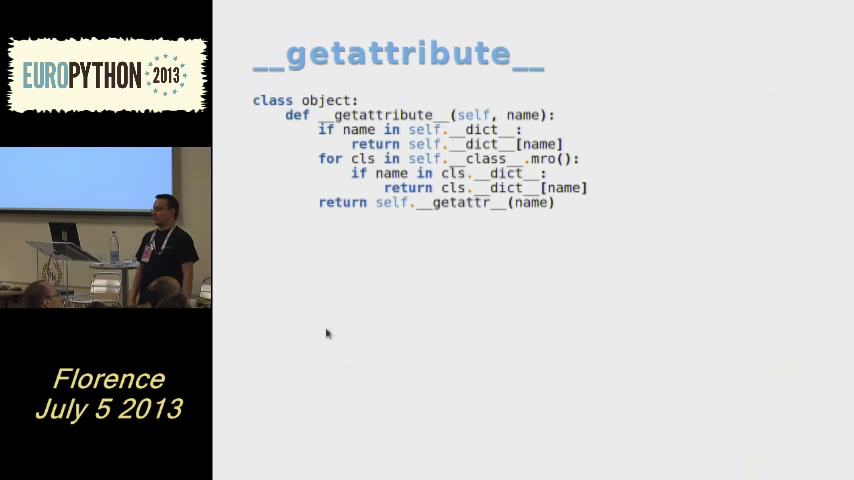 EUROPYTHON 2013
Florence
July 5 2013
__getattribute__
class object:
    def __getattribute__(self, name):
        if name in self.__dict__:
            return self.__dict__[name]
        for cls in self.__class__.mro():
            if name in cls.__dict__:
                return cls.__dict__[name]
        return self.__getattr__(name)